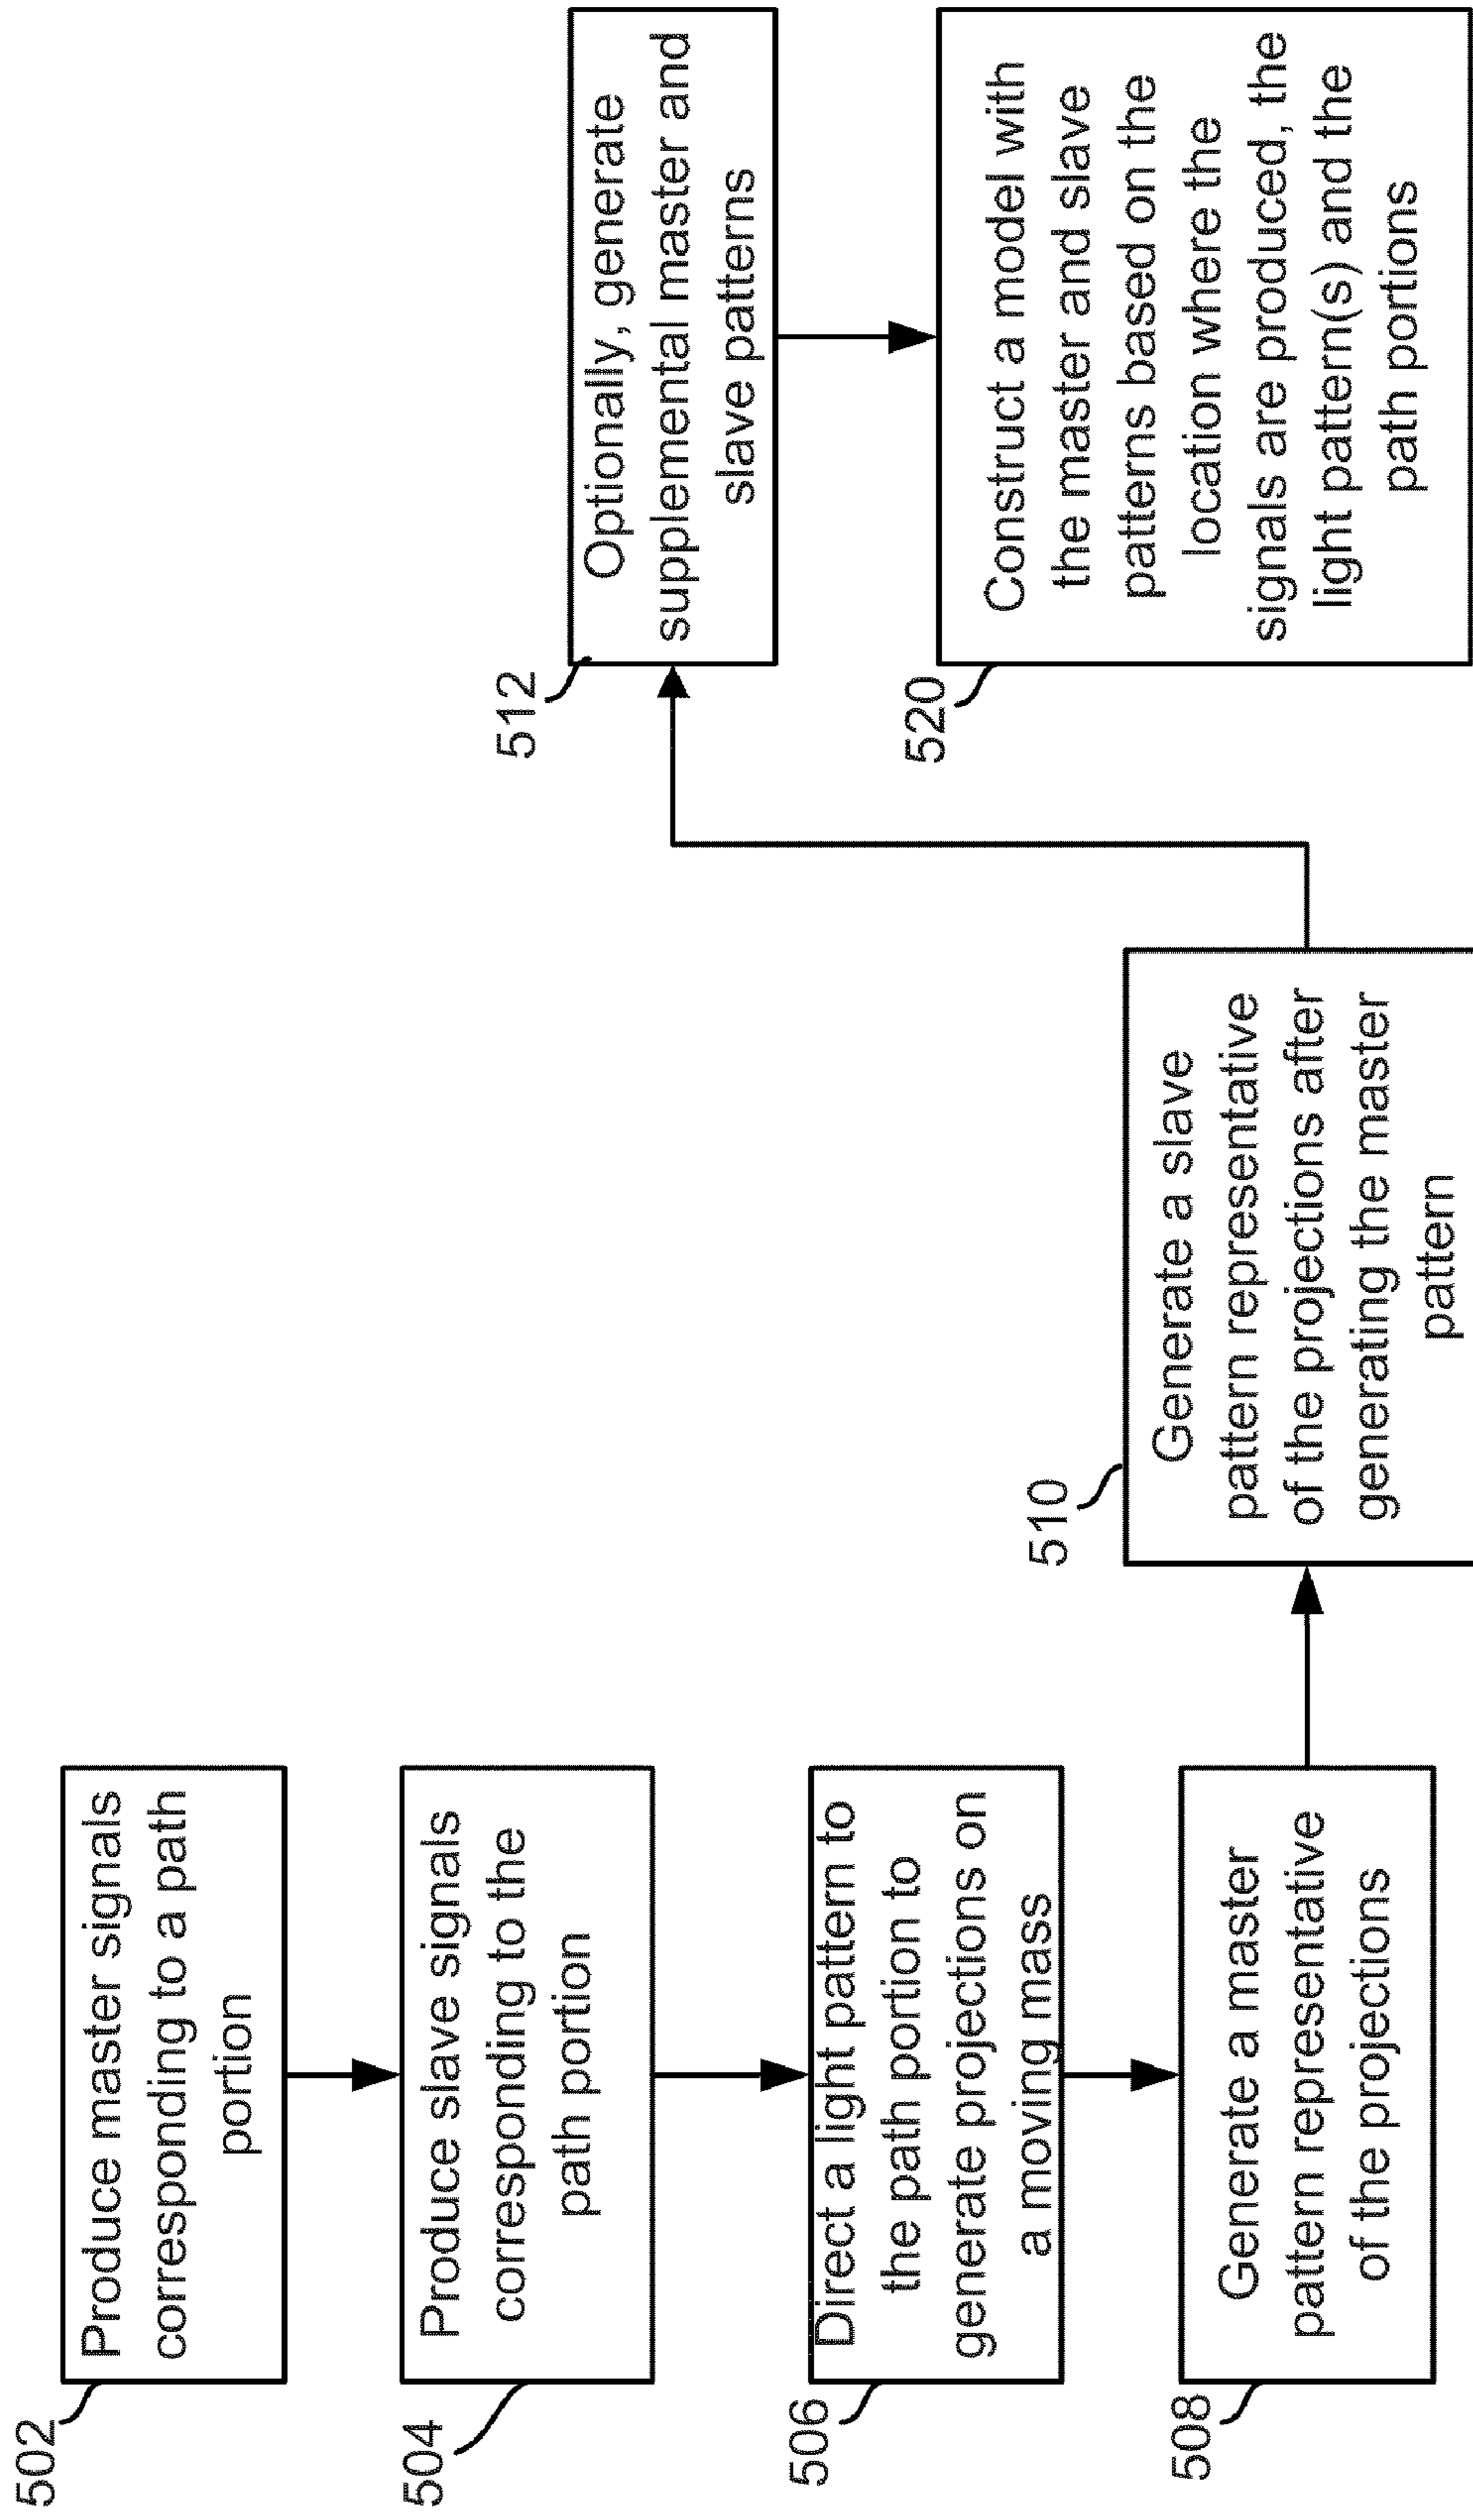 502
Produce master signals
corresponding to a path
portion
504
Produce slave signals
corresponding to the
path portion
506
Direct a light pattern to
the path portion to
generate projections on
a moving mass
508
Generate a master
pattern representative
of the projections
510
Generate a slave
pattern representative
of the projections after
generating the master
pattern
512
Optionally, generate
supplemental master and
slave patterns
520
Construct a model with
the master and slave
patterns based on the
location where the
signals are produced, the
light pattern(s) and the
path portions